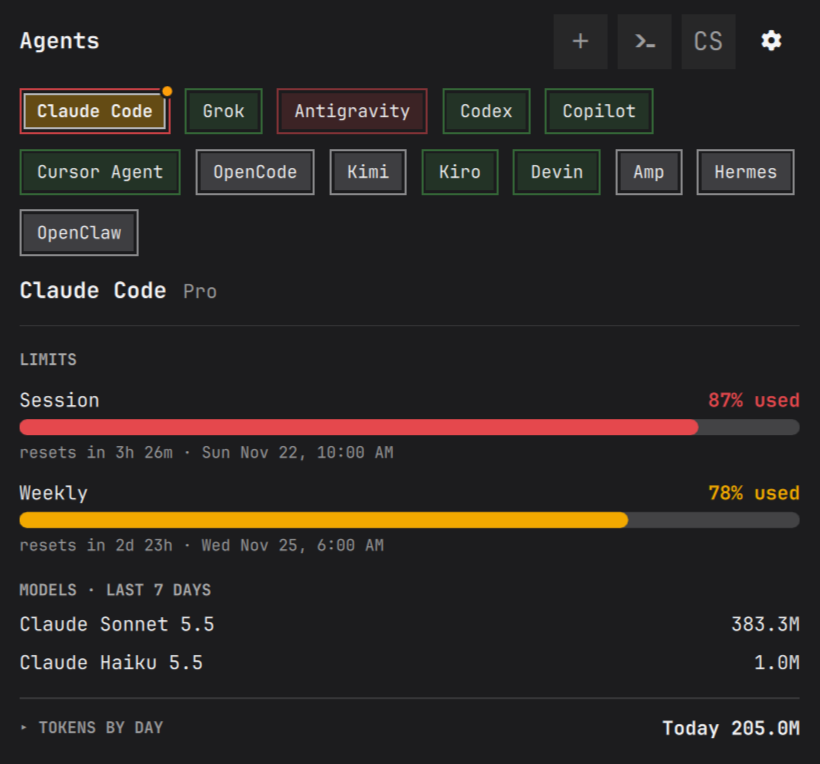 Agents + >_ CS
Claude Code Grok Antigravity Codex Copilot
Cursor Agent OpenCode Kimi Kiro Devin Amp Hermes
OpenClaw
Claude Code Pro
LIMITS
Session 87% used
resets in 3h 26m · Sun Nov 22, 10:00 AM
Weekly 78% used
resets in 2d 23h · Wed Nov 25, 6:00 AM
MODELS · LAST 7 DAYS
Claude Sonnet 5.5 383.3M
Claude Haiku 5.5 1.0M
▸ TOKENS BY DAY Today 205.0M